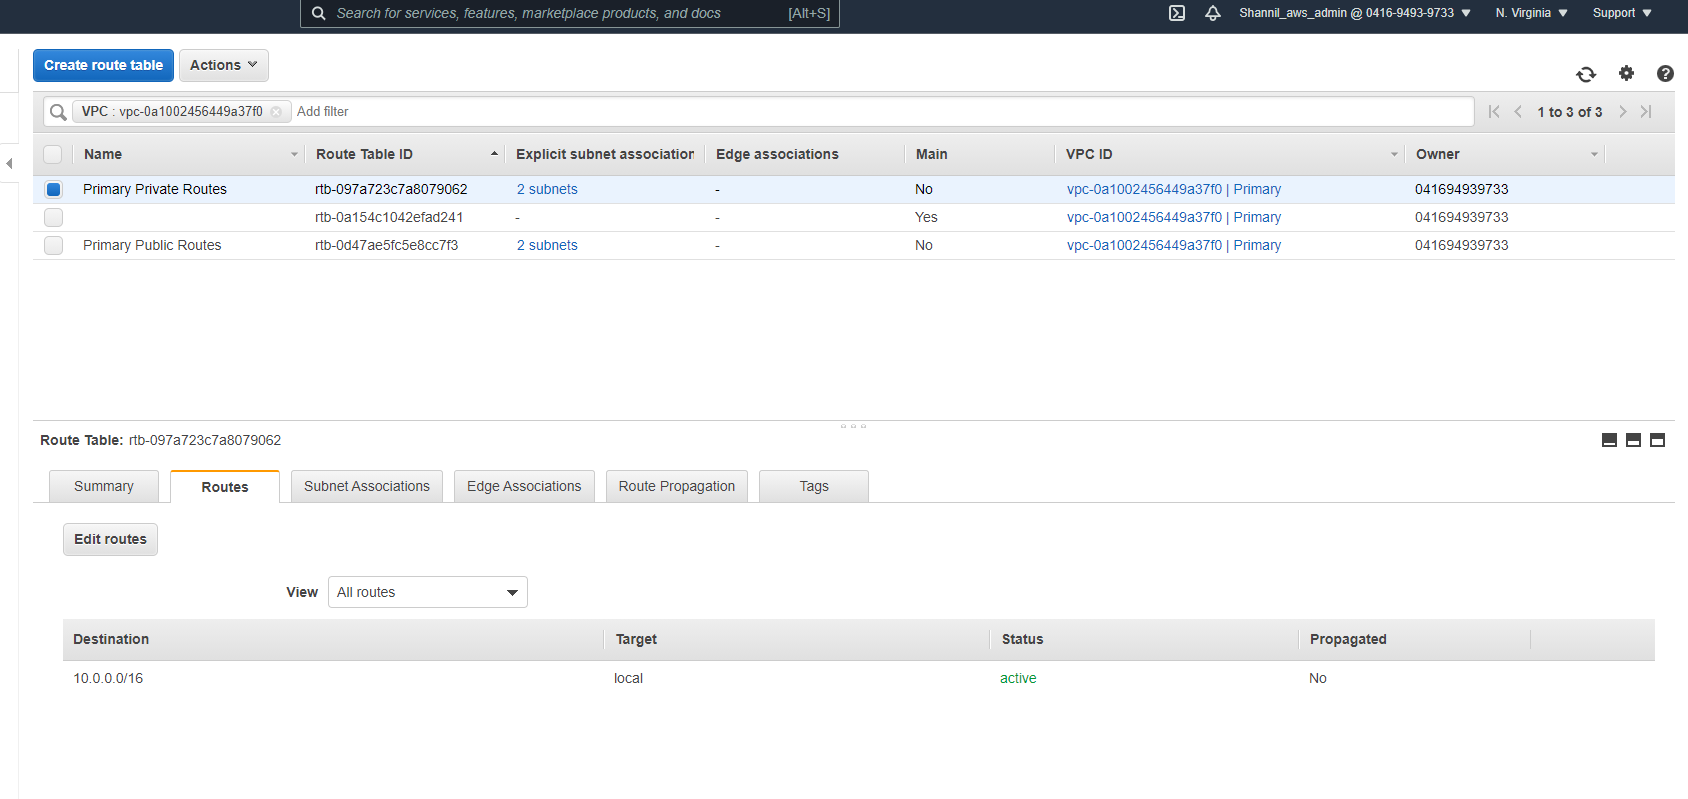 Search for services, features, marketplace products, and docs [Alt+S] Shannil_aws_admin @ 0416-9493-9733 N. Virginia Support
Create route table Actions
VPC : vpc-0a1002456449a37f0 Add filter 1 to 3 of 3
Name Route Table ID Explicit subnet association Edge associations Main VPC ID Owner
Primary Private Routes rtb-097a723c7a8079062 2 subnets - No vpc-0a1002456449a37f0 | Primary 041694939733
rtb-0a154c1042efad241 - - Yes vpc-0a1002456449a37f0 | Primary 041694939733
Primary Public Routes rtb-0d47ae5fc5e8cc7f3 2 subnets - No vpc-0a1002456449a37f0 | Primary 041694939733
Route Table: rtb-097a723c7a8079062
Summary Routes Subnet Associations Edge Associations Route Propagation Tags
Edit routes
View All routes
Destination Target Status Propagated
10.0.0.0/16 local active No